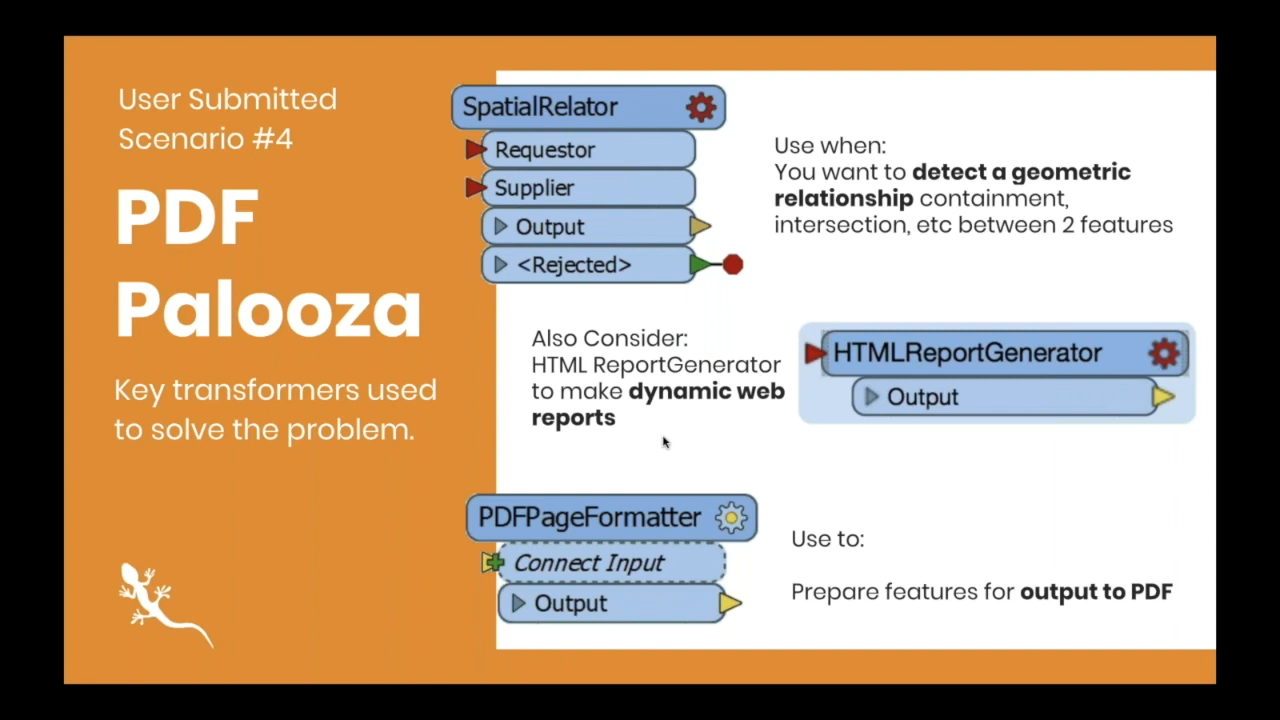 User Submitted
Scenario #4
PDF
Palooza
Key transformers used
to solve the problem.
SpatialRelator
Requestor
Supplier
Output
<Rejected>
Use when:
You want to detect a geometric
relationship containment,
intersection, etc between 2 features
Also Consider:
HTML ReportGenerator
to make dynamic web
reports
HTMLReportGenerator
Output
PDFPageFormatter
Connect Input
Output
Use to:
Prepare features for output to PDF